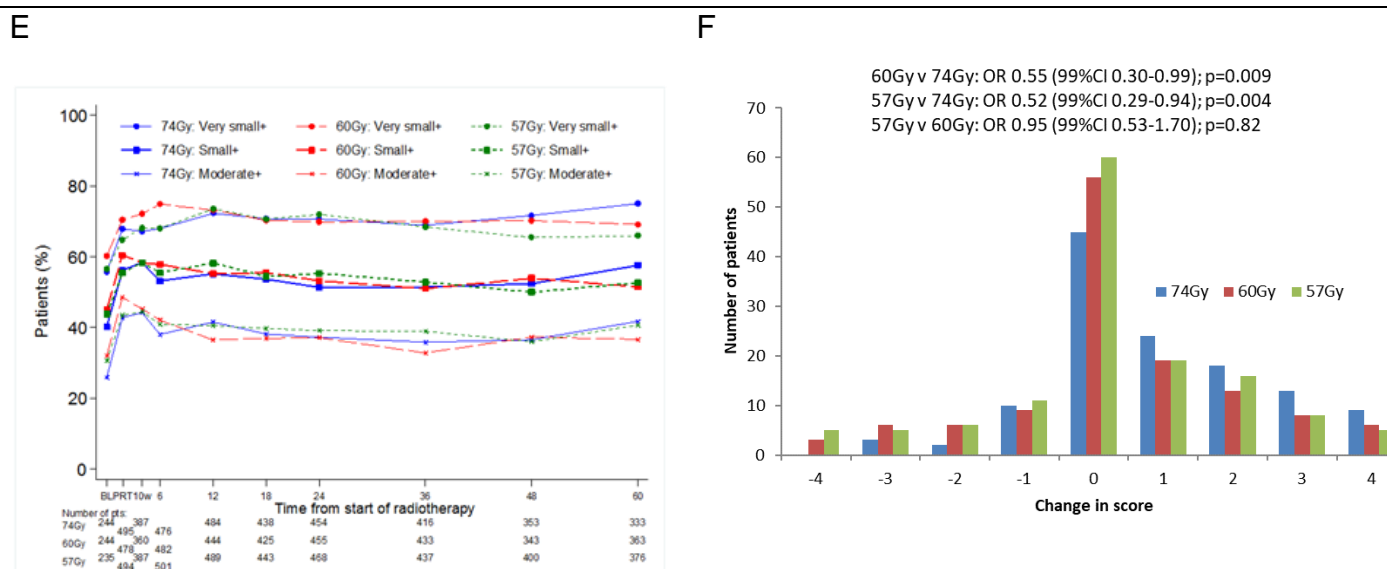 E
100
80
60
40
20
0
Patients (%)
74Gy: Very small+ 60Gy: Very small+ 57Gy: Very small+
74Gy: Small+ 60Gy: Small+ 57Gy: Small+
74Gy: Moderate+ 60Gy: Moderate+ 57Gy: Moderate+
BL PRT 10w 6 12 18 24 36 48 60
Time from start of radiotherapy
Number of pts:
74Gy 244 495 387 476 484 438 454 416 353 333
60Gy 244 478 360 482 444 425 455 433 343 363
57Gy 235 494 387 501 489 443 468 437 400 376
F
60Gy v 74Gy: OR 0.55 (99%CI 0.30-0.99); p=0.009
57Gy v 74Gy: OR 0.52 (99%CI 0.29-0.94); p=0.004
57Gy v 60Gy: OR 0.95 (99%CI 0.53-1.70); p=0.82
70
60
50
40
30
20
10
0
Number of patients
74Gy 60Gy 57Gy
-4 -3 -2 -1 0 1 2 3 4
Change in score